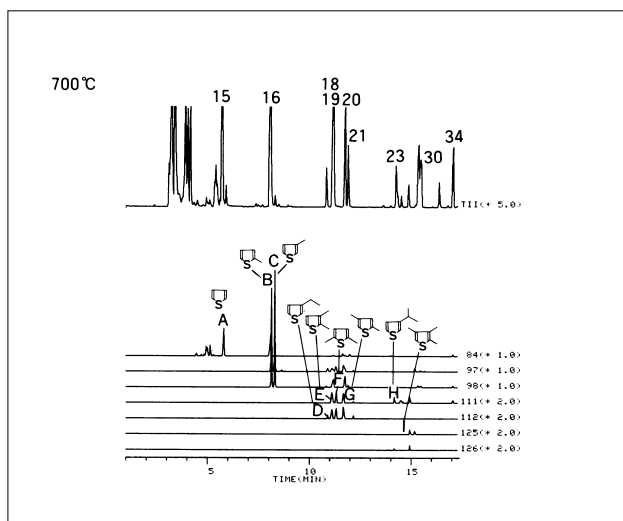 700℃
18
15 16 19 20
21
23 30 34
TII(* 5.0)
S S
C
S B
A S
S S S S S
F
E G H
D I
84(* 1.0)
97(* 1.0)
98(* 1.0)
111(* 2.0)
112(* 2.0)
125(* 2.0)
126(* 2.0)
5 10 15
TIME(MIN)